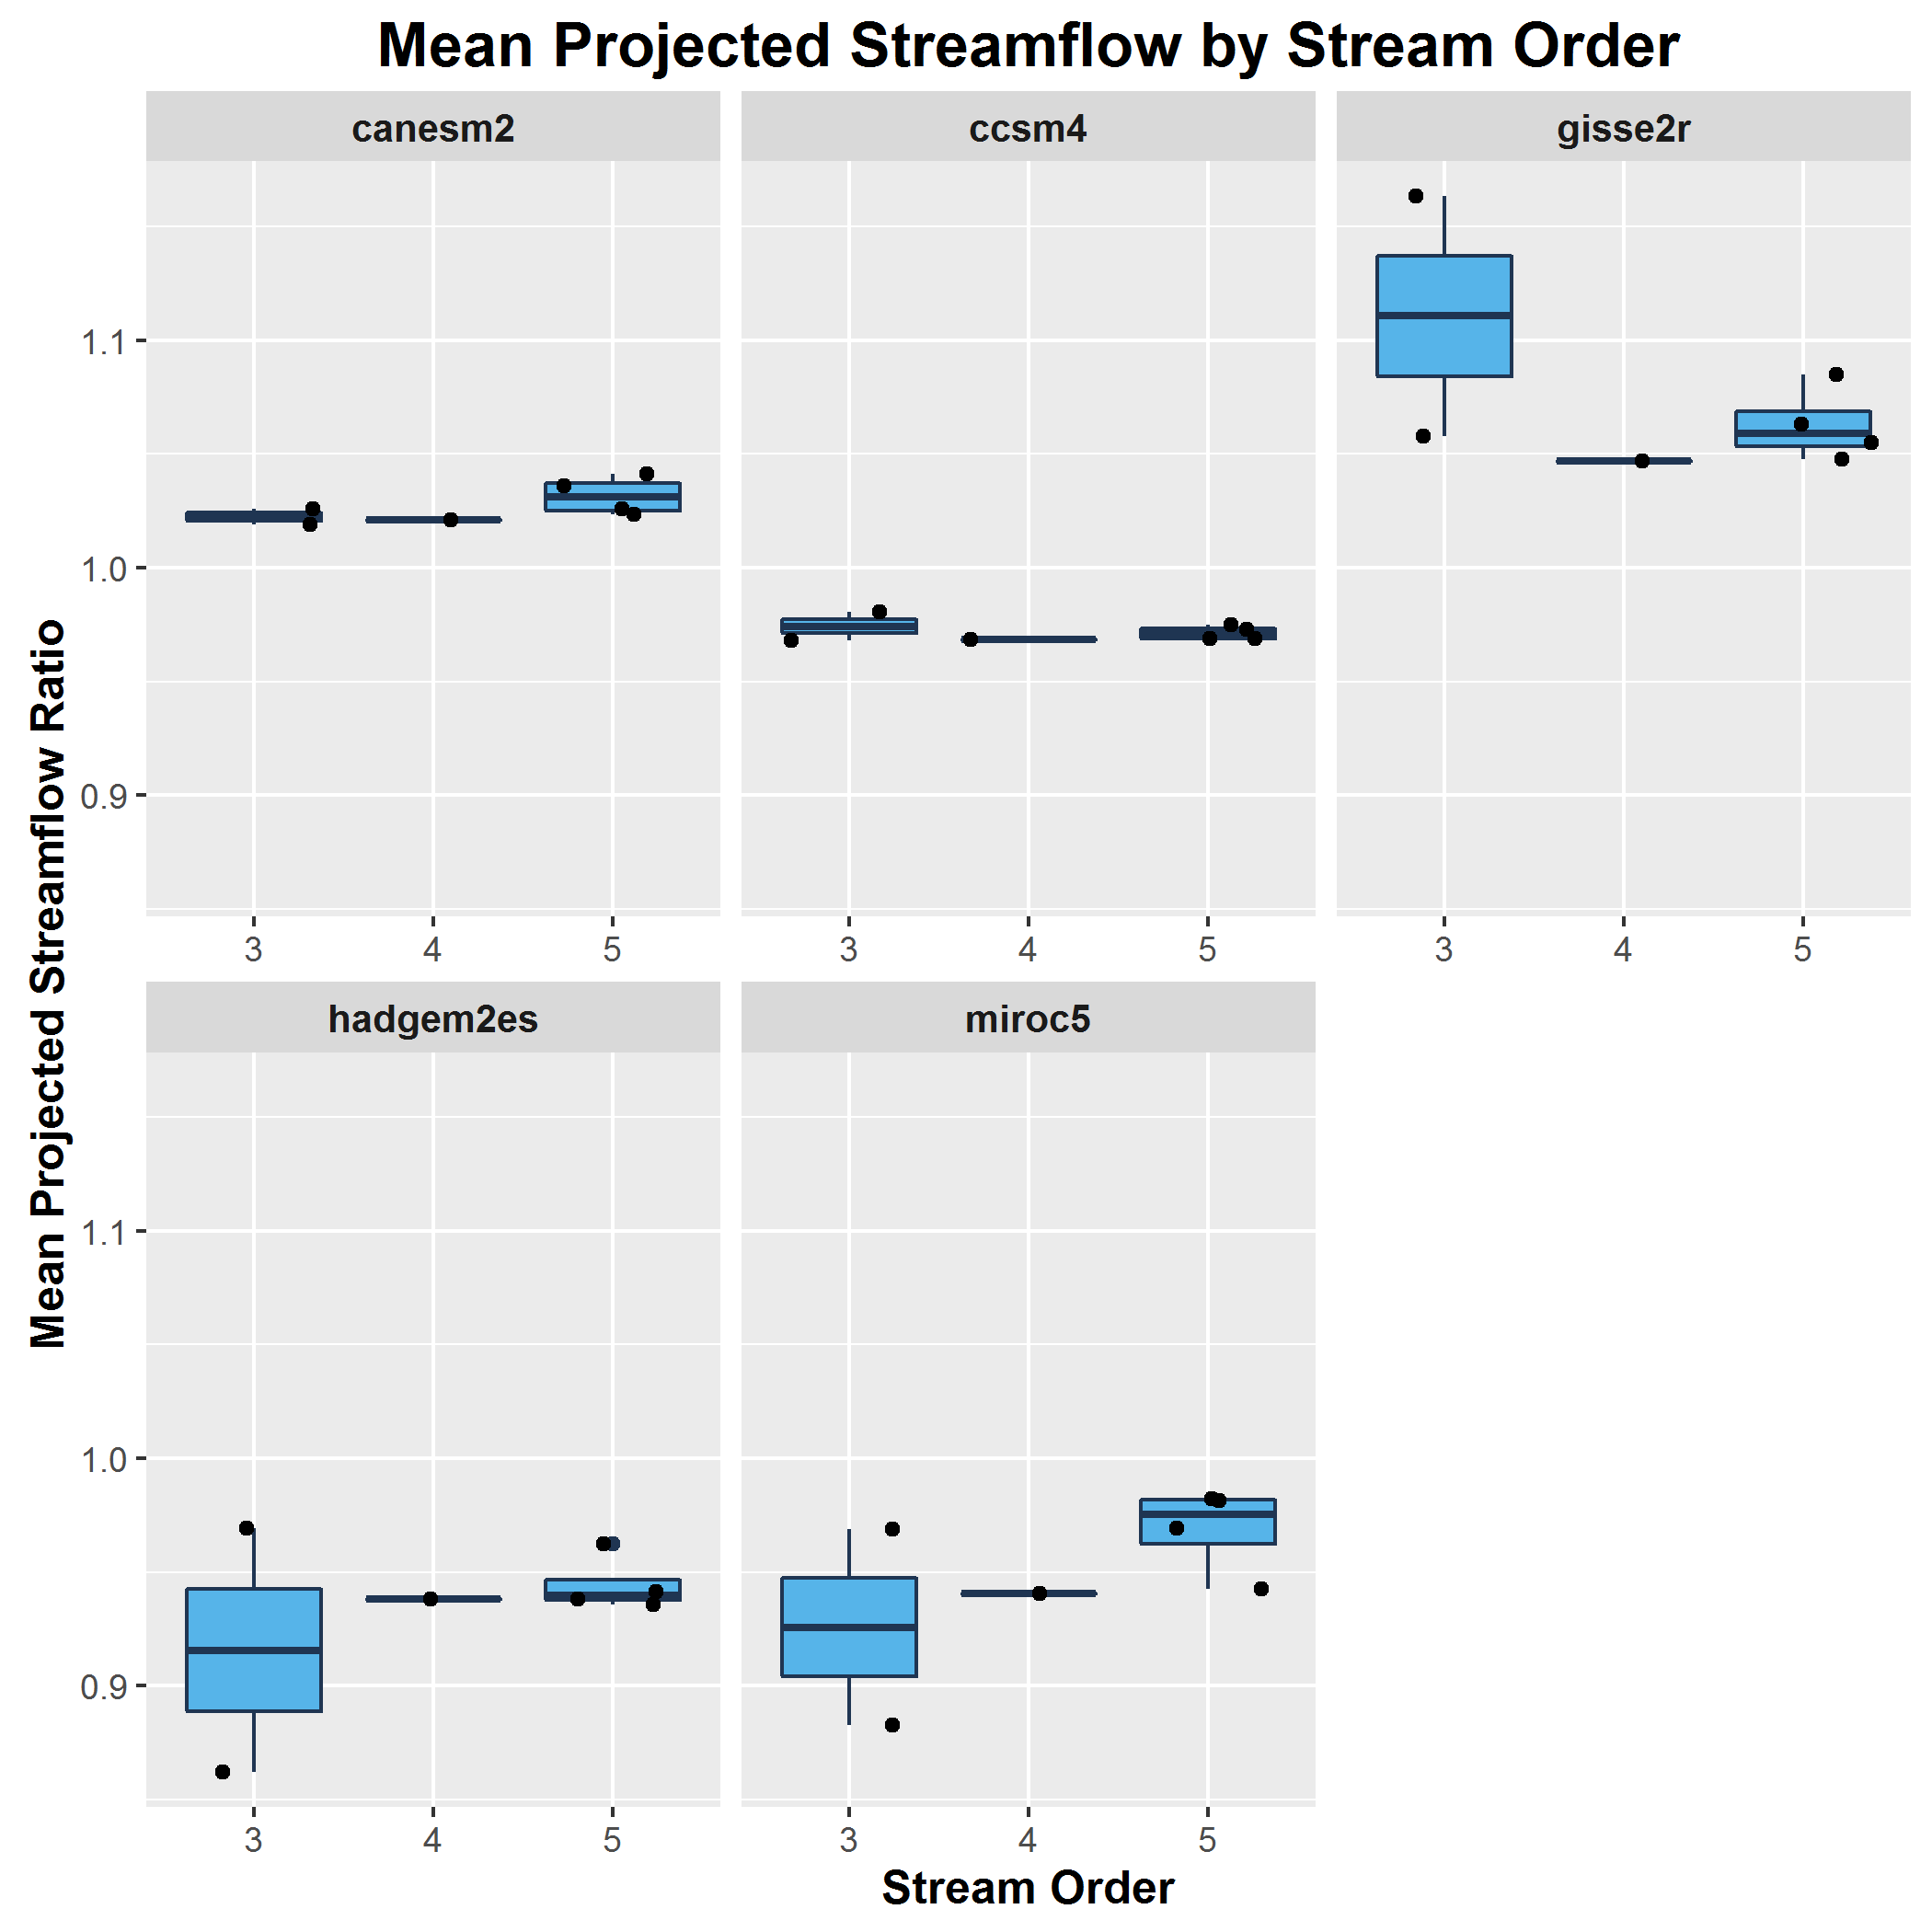 Mean Projected Streamflow by Stream Order
canesm2 ccsm4 gisse2r
1.1
1.0
0.9
3 4 5 3 4 5 3 4 5
Mean Projected Streamflow Ratio
hadgem2es miroc5
1.1
1.0
0.9
3 4 5 3 4 5
Stream Order